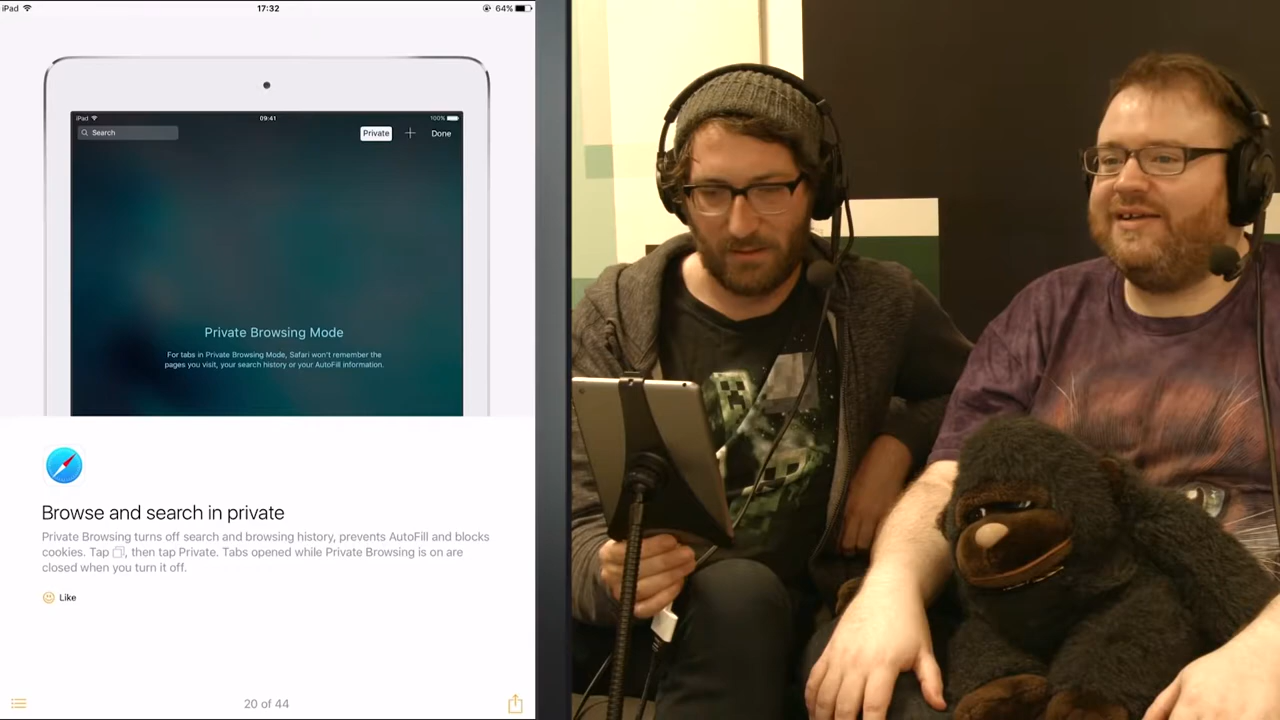 iPad 17:32 64%
iPad 09:41 100%
Search Private Done
Private Browsing Mode
For tabs in Private Browsing Mode, Safari won't remember the
pages you visit, your search history or your AutoFill information.
Browse and search in private
Private Browsing turns off search and browsing history, prevents AutoFill and blocks
cookies. Tap , then tap Private. Tabs opened while Private Browsing is on are
closed when you turn it off.
Like
20 of 44